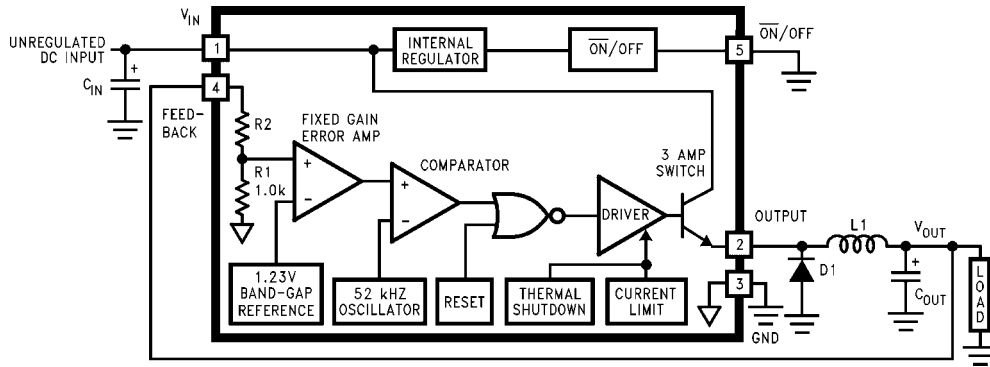 V_IN
UNREGULATED
DC INPUT
1
INTERNAL
REGULATOR
ON/OFF
5
ON/OFF
+
C_IN
4
FEED-
BACK
R2
FIXED GAIN
ERROR AMP
R1
1.0k
+
−
COMPARATOR
+
−
3 AMP
SWITCH
DRIVER
OUTPUT
2
L1
V_OUT
D1
+
C_OUT
LOAD
3
GND
1.23V
BAND-GAP
REFERENCE
52 kHZ
OSCILLATOR
RESET
THERMAL
SHUTDOWN
CURRENT
LIMIT